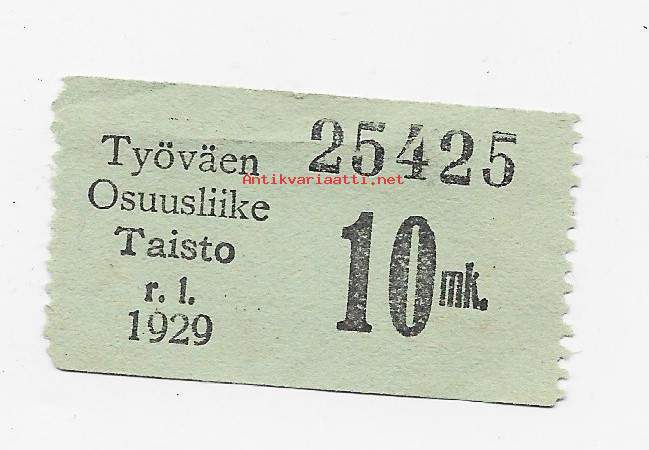 Työväen
Osuusliike
Taisto
r. l.
1929
25425
Antikvariaatti.net
10 mk.